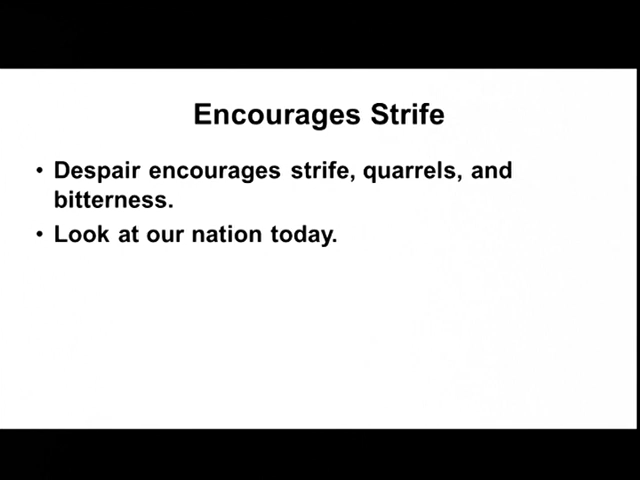 Encourages Strife
• Despair encourages strife, quarrels, and
bitterness.
• Look at our nation today.